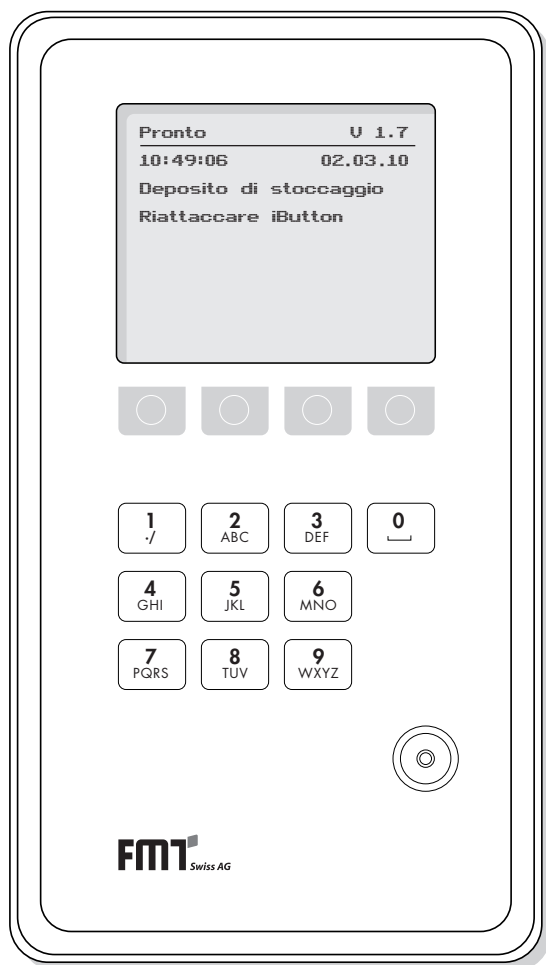 Pronto V 1.7
10:49:06 02.03.10
Deposito di stoccaggio
Riattaccare iButton
1 2 3 0
./ ABC DEF
4 5 6
GHI JKL MNO
7 8 9
PQRS TUV WXYZ
FMT Swiss AG